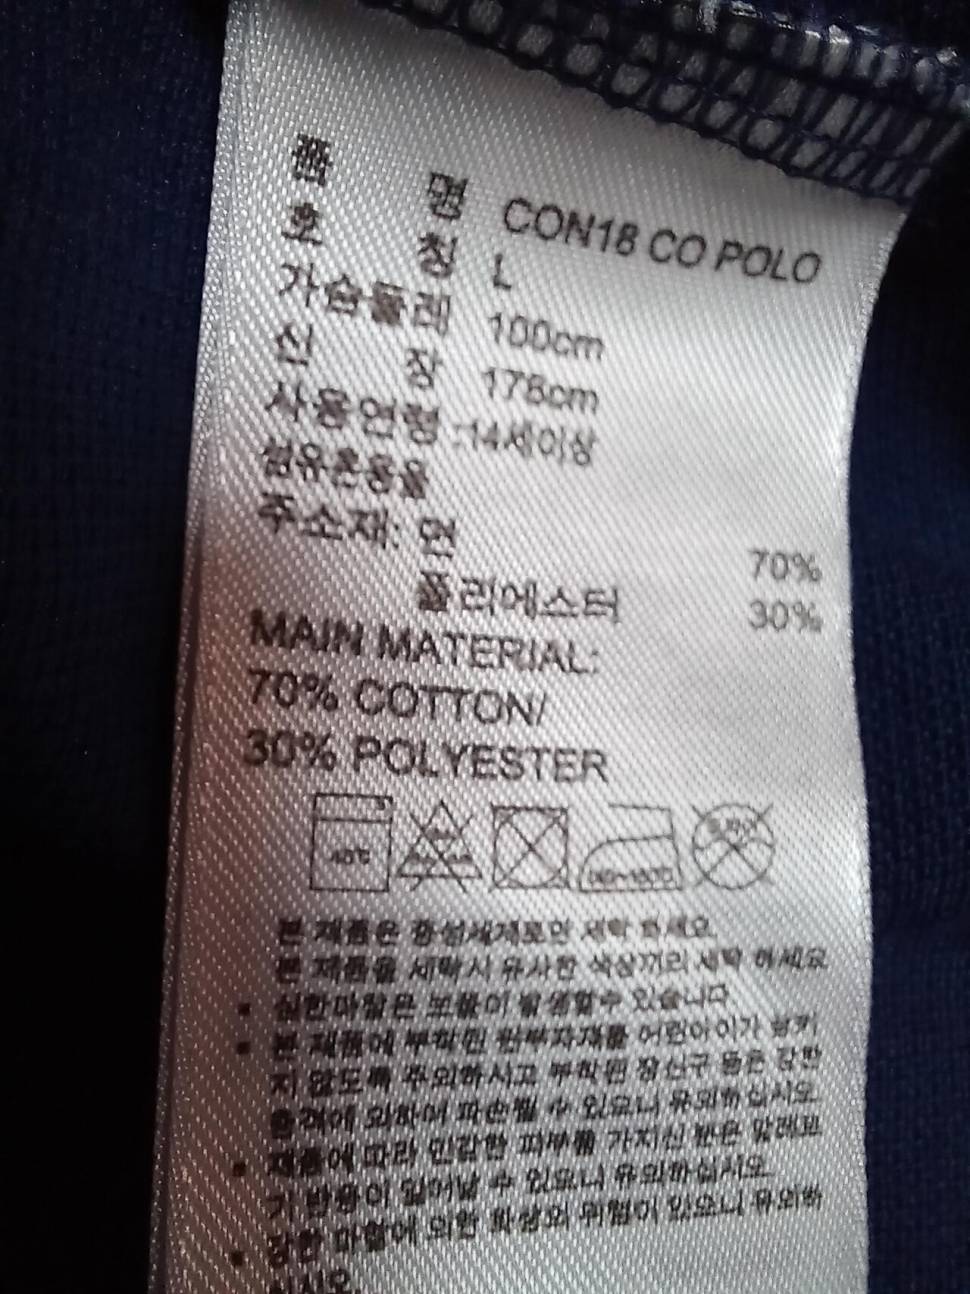 품 명 CON18 CO POLO
호 칭 L
가슴둘레 100cm
신 장 178cm
사용연령 :14세이상
섬유혼용율
주소재: 면 70%
폴리에스터 30%
MAIN MATERIAL:
70% COTTON/
30% POLYESTER
40℃ 140~160℃ 드라이
본 제품은 중성세제로만 세탁 하세요.
본 제품을 세탁시 유사한 색상끼리 세탁 하세요
▪ 심한마찰은 보풀이 발생할수 있습니다
▪ 본 제품에 부착된 원부자재를 어린아이가 삼키
지 않도록 주의하시고 부착된 장신구 등은 강한
충격에 의하여 파손될 수 있으니 유의하십시오
▪ 제품에 따라 민감한 피부를 가지신 분은 알레르
기 반응이 일어날 수 있으니 유의하십시오
▪ 강한 마찰에 의한 화상의 위험이 있으니 유의하
십시오.